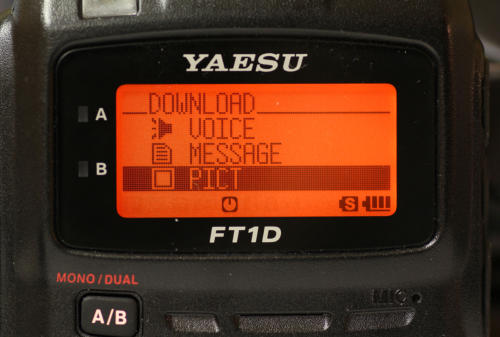 YAESU
DOWNLOAD
A
VOICE
MESSAGE
B
PICT
S
FT1D
MONO/DUAL
A/B
MIC